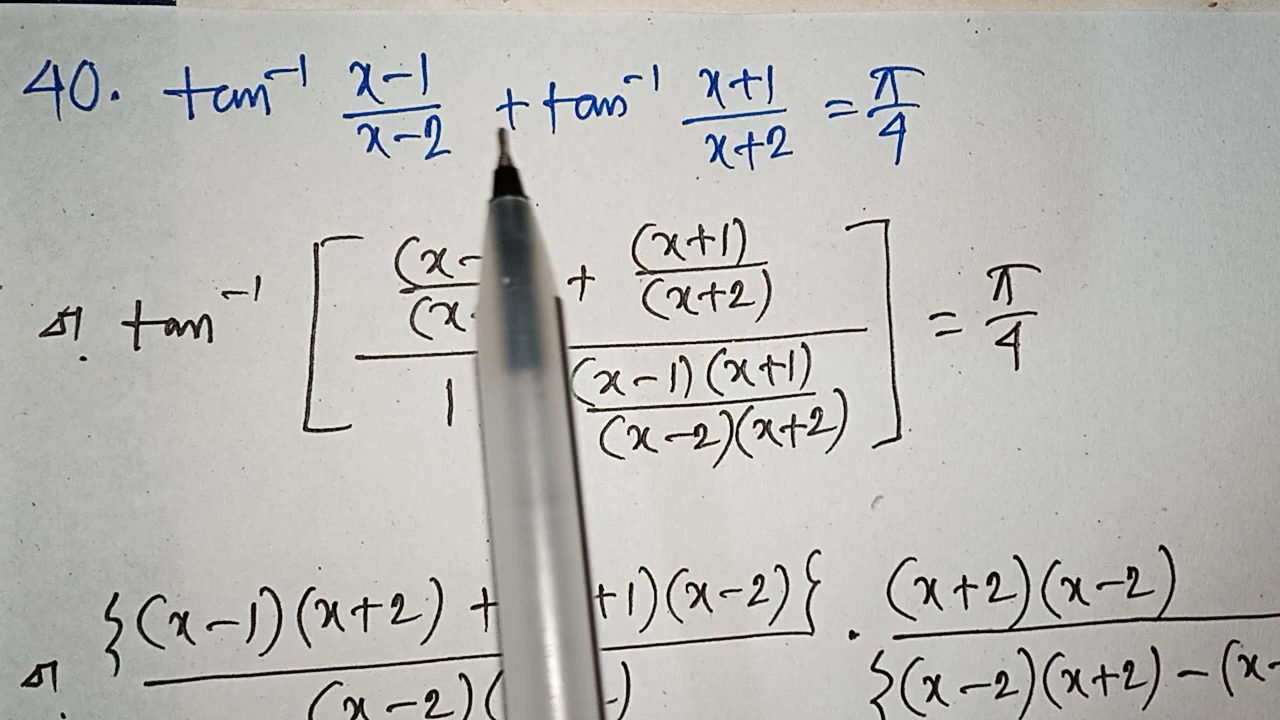 40. tan⁻¹ (x-1)/(x-2) + tan⁻¹ (x+1)/(x+2) = π/4
বা, tan⁻¹ [ ( (x- / (x- + (x+1)/(x+2) ) / ( 1 (x-1)(x+1)/(x-2)(x+2) ) ] = π/4
বা, {(x-1)(x+2) + +1)(x-2)} / (x-2)( ) . (x+2)(x-2) / {(x-2)(x+2) - (x-